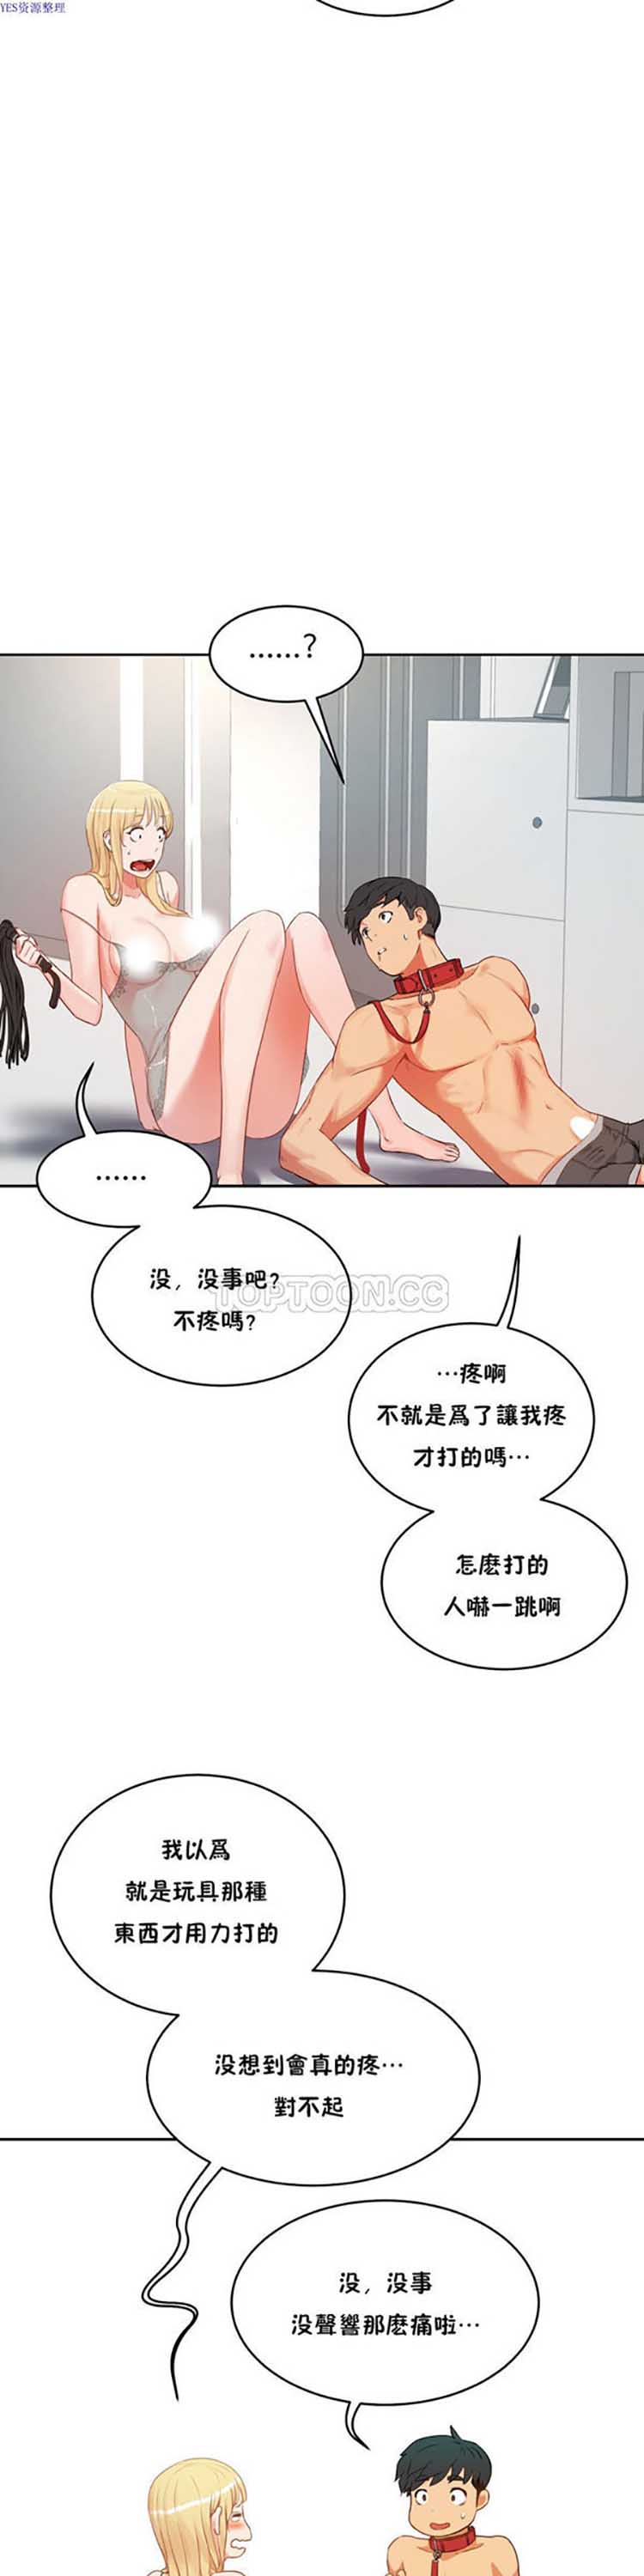 YES资源整理
……?
……
没，没事吧?
不疼嗎?
TOPTOON.CC
…疼啊
不就是爲了讓我疼
才打的嗎…
怎麽打的
人嚇一跳啊
我以爲
就是玩具那種
東西才用力打的
没想到會真的疼…
對不起
没，没事
没聲響那麽痛啦…